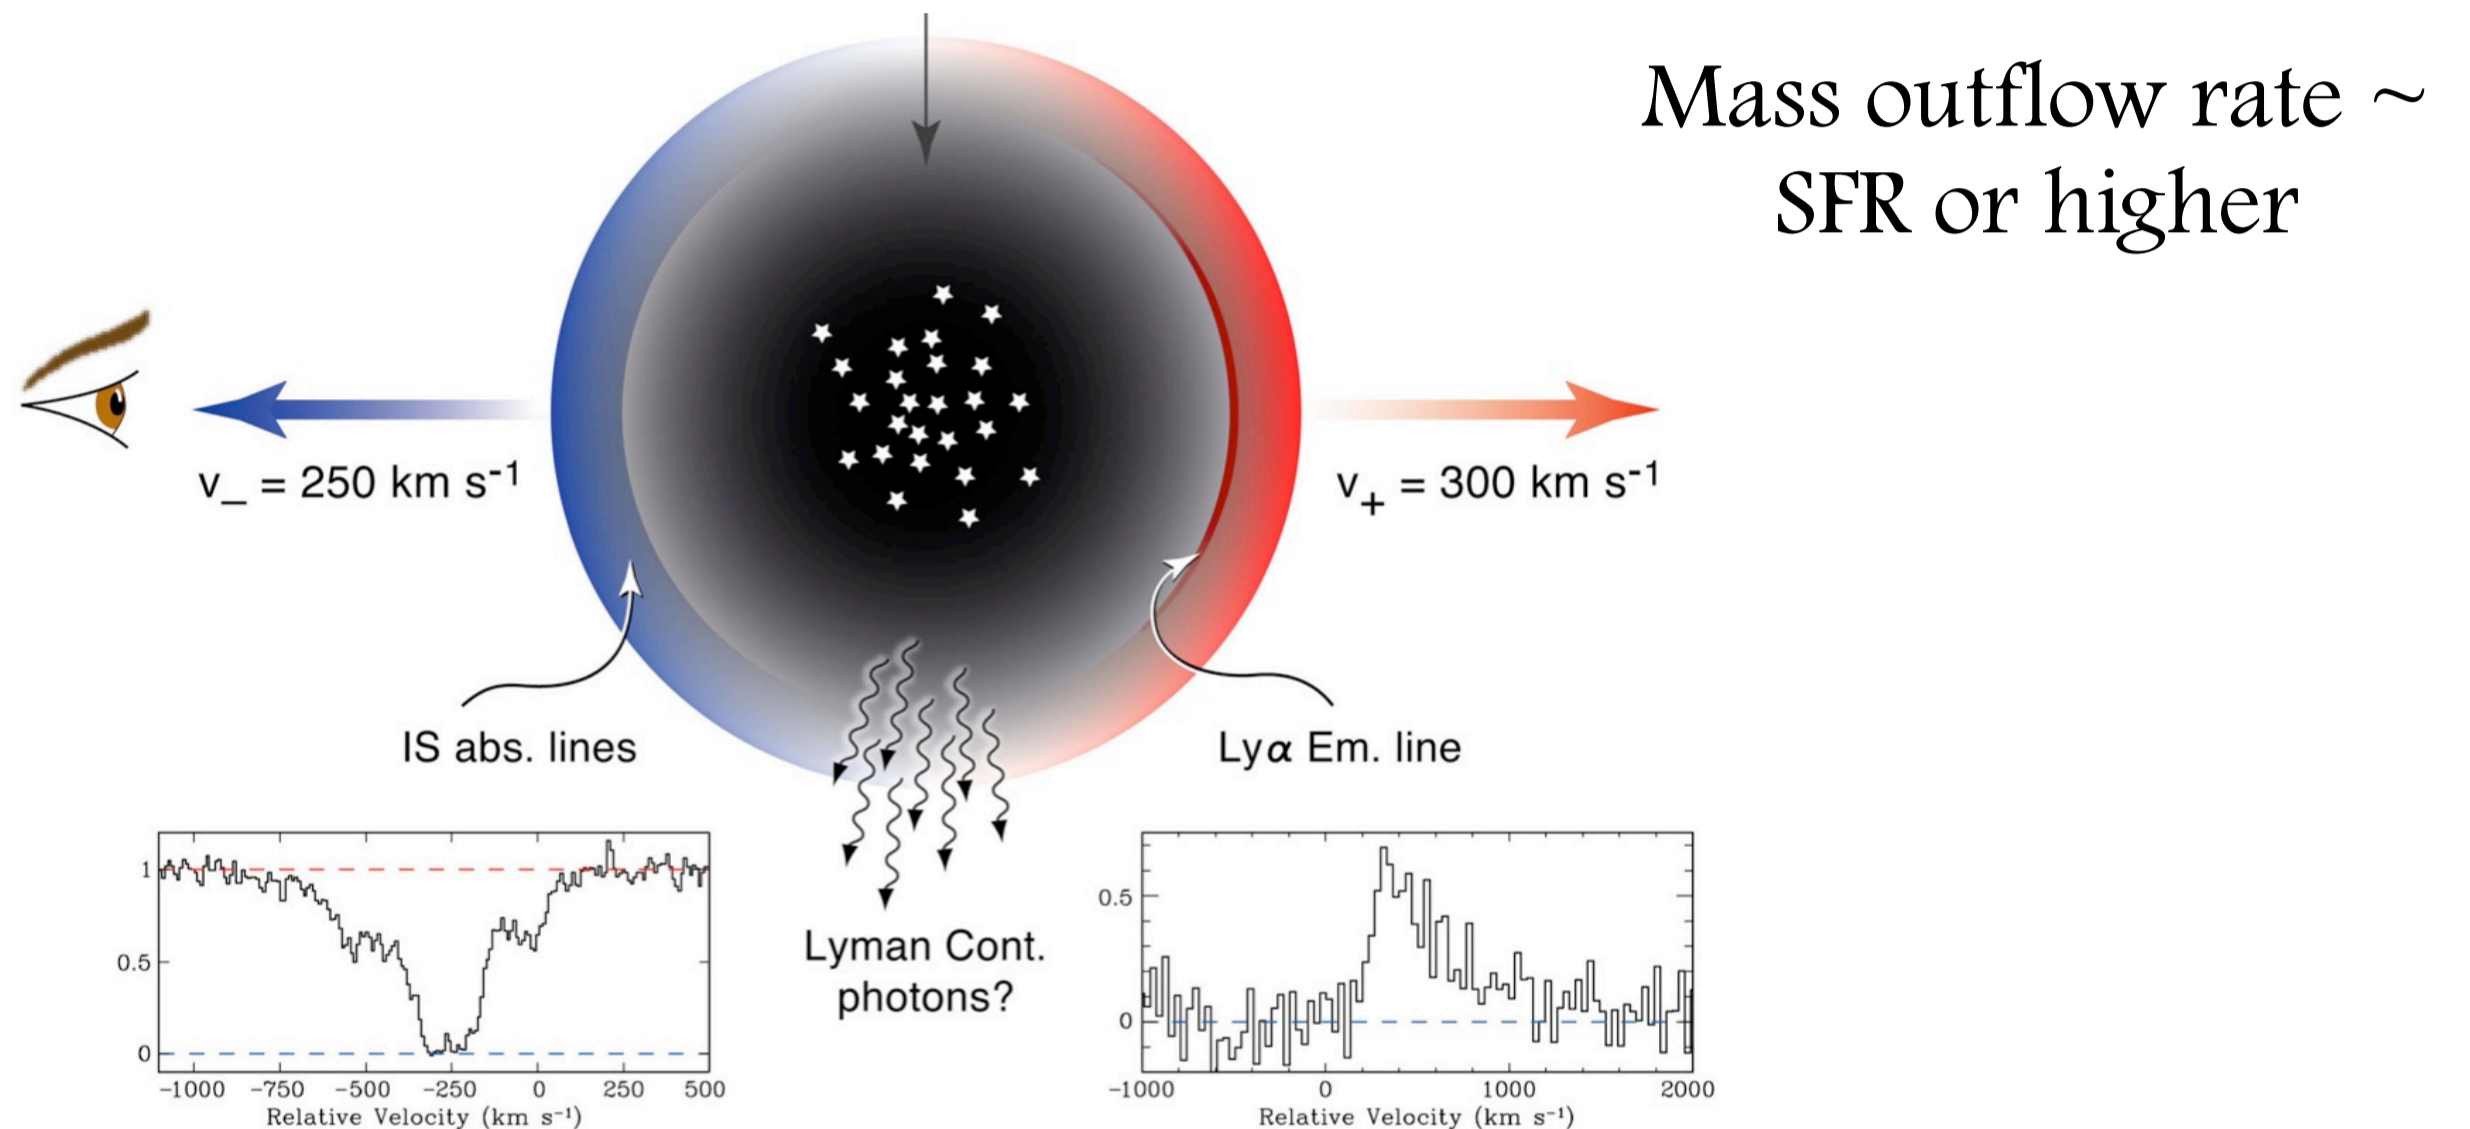 Mass outflow rate ~
SFR or higher
v_ = 250 km s⁻¹
v₊ = 300 km s⁻¹
IS abs. lines
Lyα Em. line
Lyman Cont.
photons?
1
0.5
0
−1000 −750 −500 −250 0 250 500
Relative Velocity (km s⁻¹)
0.5
0
−1000 0 1000 2000
Relative Velocity (km s⁻¹)